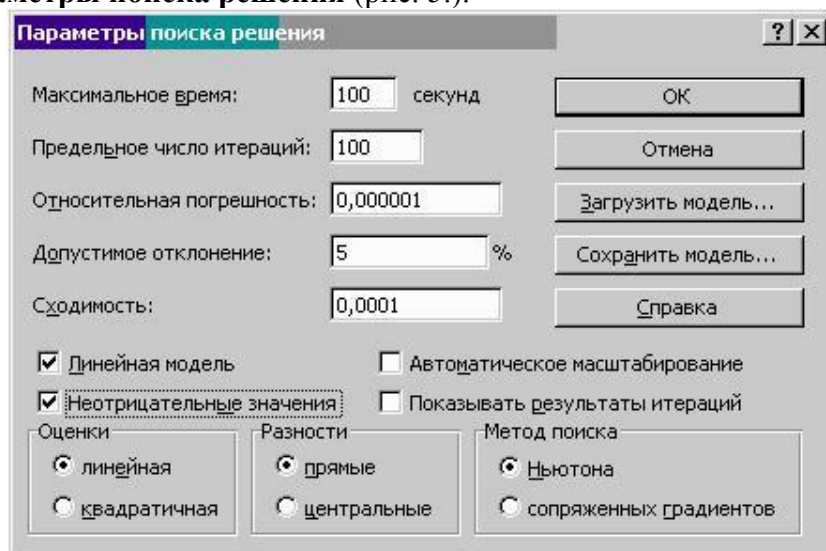 метры поиска решения (рис. 3.).
Параметры поиска решения
Максимальное время: 100 секунд OK
Предельное число итераций: 100 Отмена
Относительная погрешность: 0,000001 Загрузить модель...
Допустимое отклонение: 5 % Сохранить модель...
Сходимость: 0,0001 Справка
Линейная модель Автоматическое масштабирование
Неотрицательные значения Показывать результаты итераций
Оценки Разности Метод поиска
линейная прямые Ньютона
квадратичная центральные сопряженных градиентов